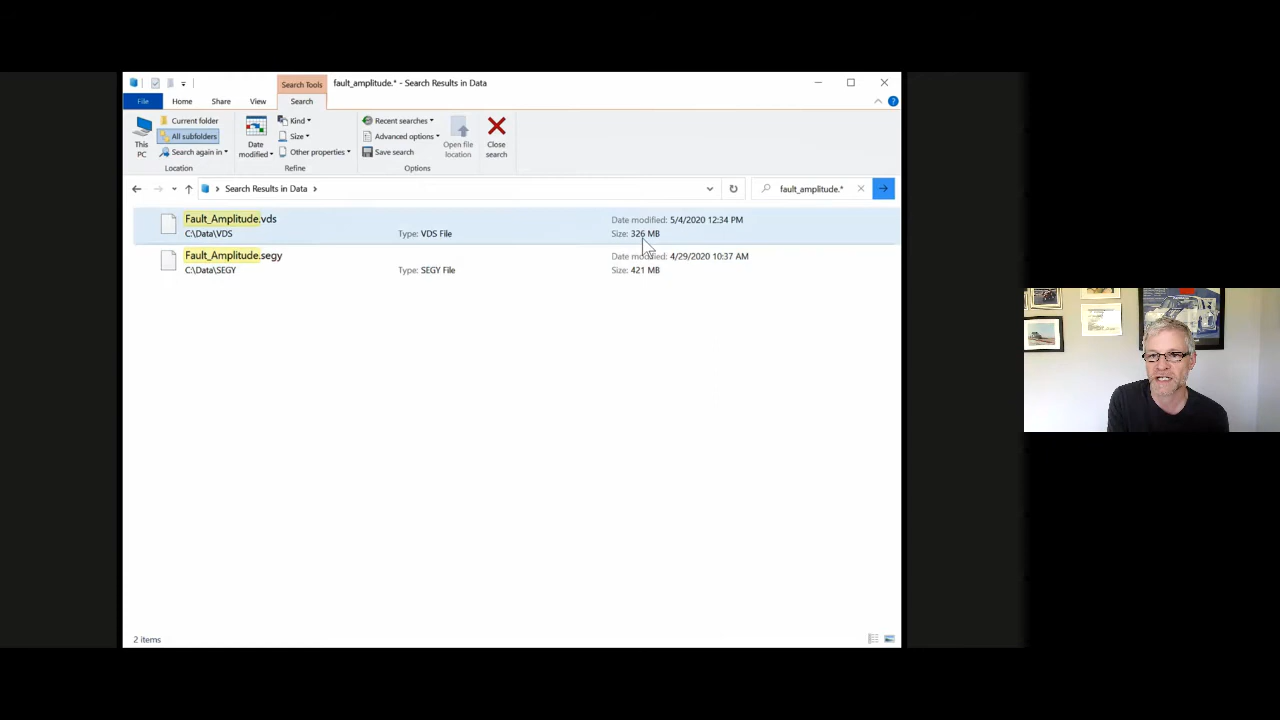 Search Tools
fault_amplitude.* - Search Results in Data
File
Home
Share
View
Search
This PC
Current folder
All subfolders
Search again in
Location
Date modified
Kind
Size
Other properties
Refine
Recent searches
Advanced options
Save search
Open file location
Options
Close search
Search Results in Data
fault_amplitude.*
Fault_Amplitude.vds
C:\Data\VDS
Type: VDS File
Date modified: 5/4/2020 12:34 PM
Size: 326 MB
Fault_Amplitude.segy
C:\Data\SEGY
Type: SEGY File
Date modified: 4/29/2020 10:37 AM
Size: 421 MB
2 items